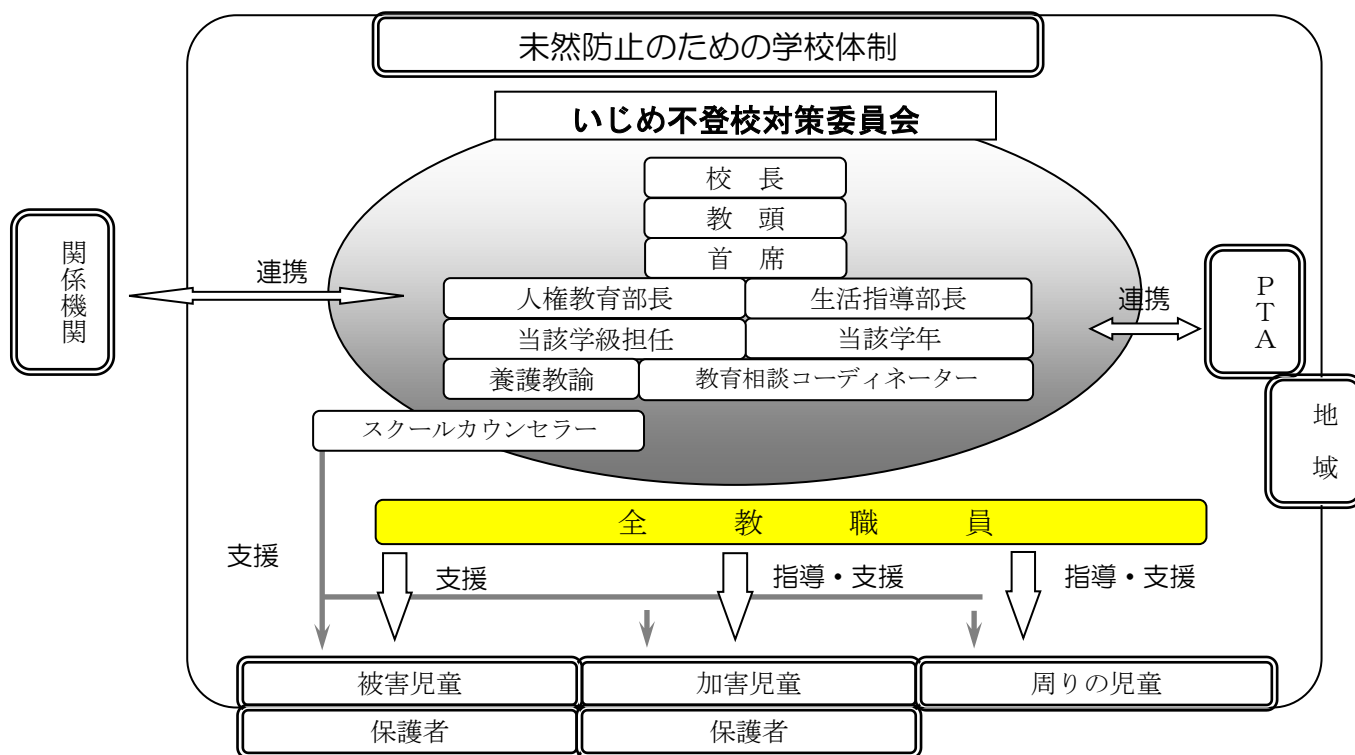 未然防止のための学校体制
いじめ不登校対策委員会
校　長
教　頭
首　席
人権教育部長
生活指導部長
当該学級担任
当該学年
養護教諭
教育相談コーディネーター
スクールカウンセラー
関係機関
連携
連携
PTA
地域
全　教　職　員
支援
支援
指導・支援
指導・支援
被害児童
加害児童
周りの児童
保護者
保護者